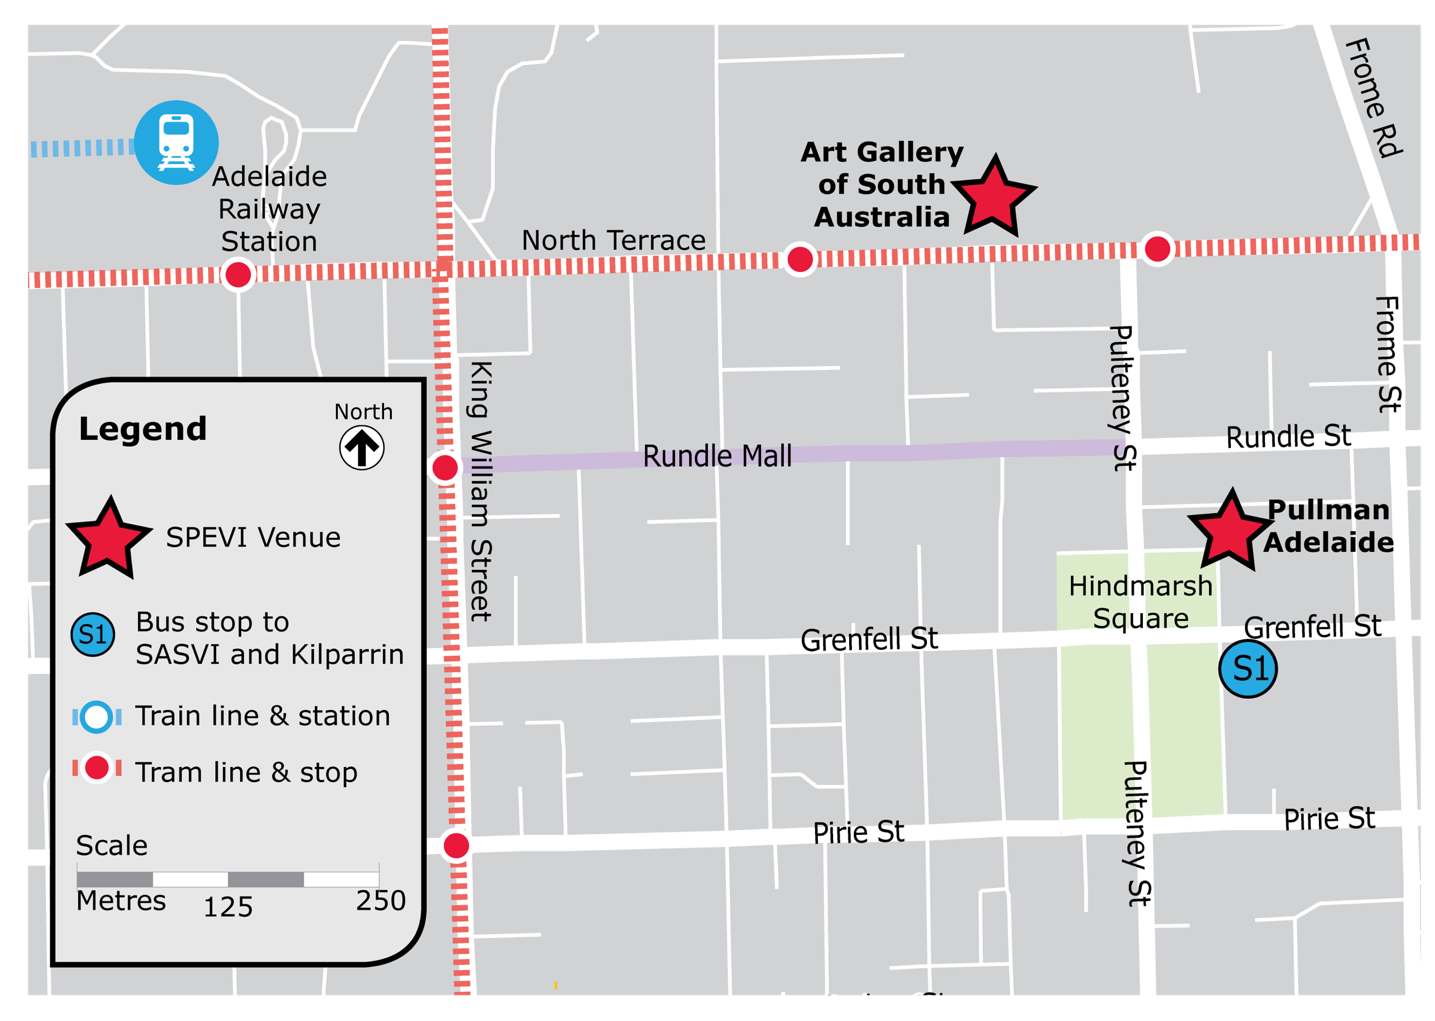 Frome Rd
Art Gallery
of South
Australia
Adelaide
Railway
Station
North Terrace
Frome St
Pulteney St
King William Street
Rundle St
Rundle Mall
Pullman
Adelaide
Hindmarsh
Square
Grenfell St
Grenfell St
S1
Pulteney St
Pirie St
Pirie St
Legend
North
SPEVI Venue
S1
Bus stop to
SASVI and Kilparrin
Train line & station
Tram line & stop
Scale
Metres
125
250